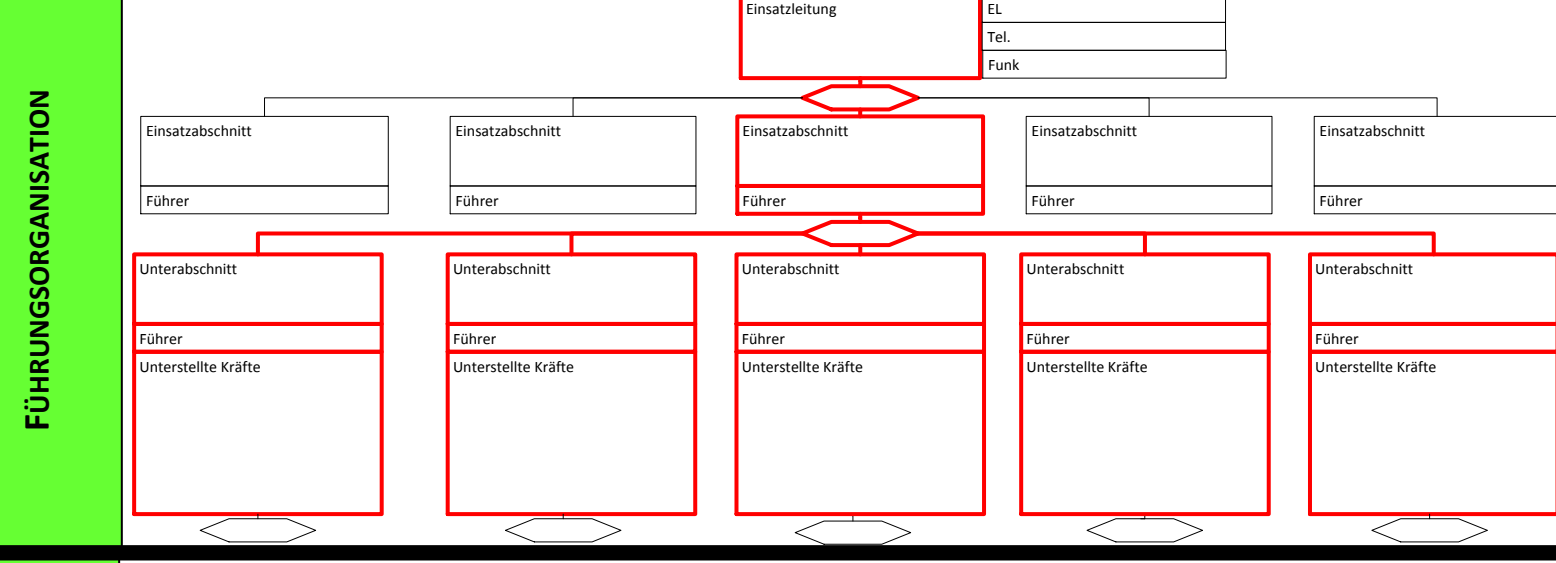 FÜHRUNGSORGANISATION
Einsatzleitung
EL
Tel.
Funk
Einsatzabschnitt
Einsatzabschnitt
Einsatzabschnitt
Einsatzabschnitt
Einsatzabschnitt
Führer
Führer
Führer
Führer
Führer
Unterabschnitt
Unterabschnitt
Unterabschnitt
Unterabschnitt
Unterabschnitt
Führer
Führer
Führer
Führer
Führer
Unterstellte Kräfte
Unterstellte Kräfte
Unterstellte Kräfte
Unterstellte Kräfte
Unterstellte Kräfte